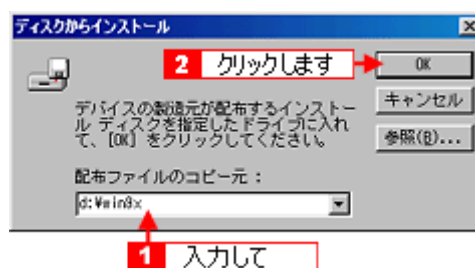 ディスクからインストール
2 クリックします
OK
デバイスの製造元が配布するインストー
ル ディスクを指定したドライブに入れ
て、[OK] をクリックしてください。
キャンセル
参照(B)...
配布ファイルのコピー元：
d:¥win9x
1 入力して